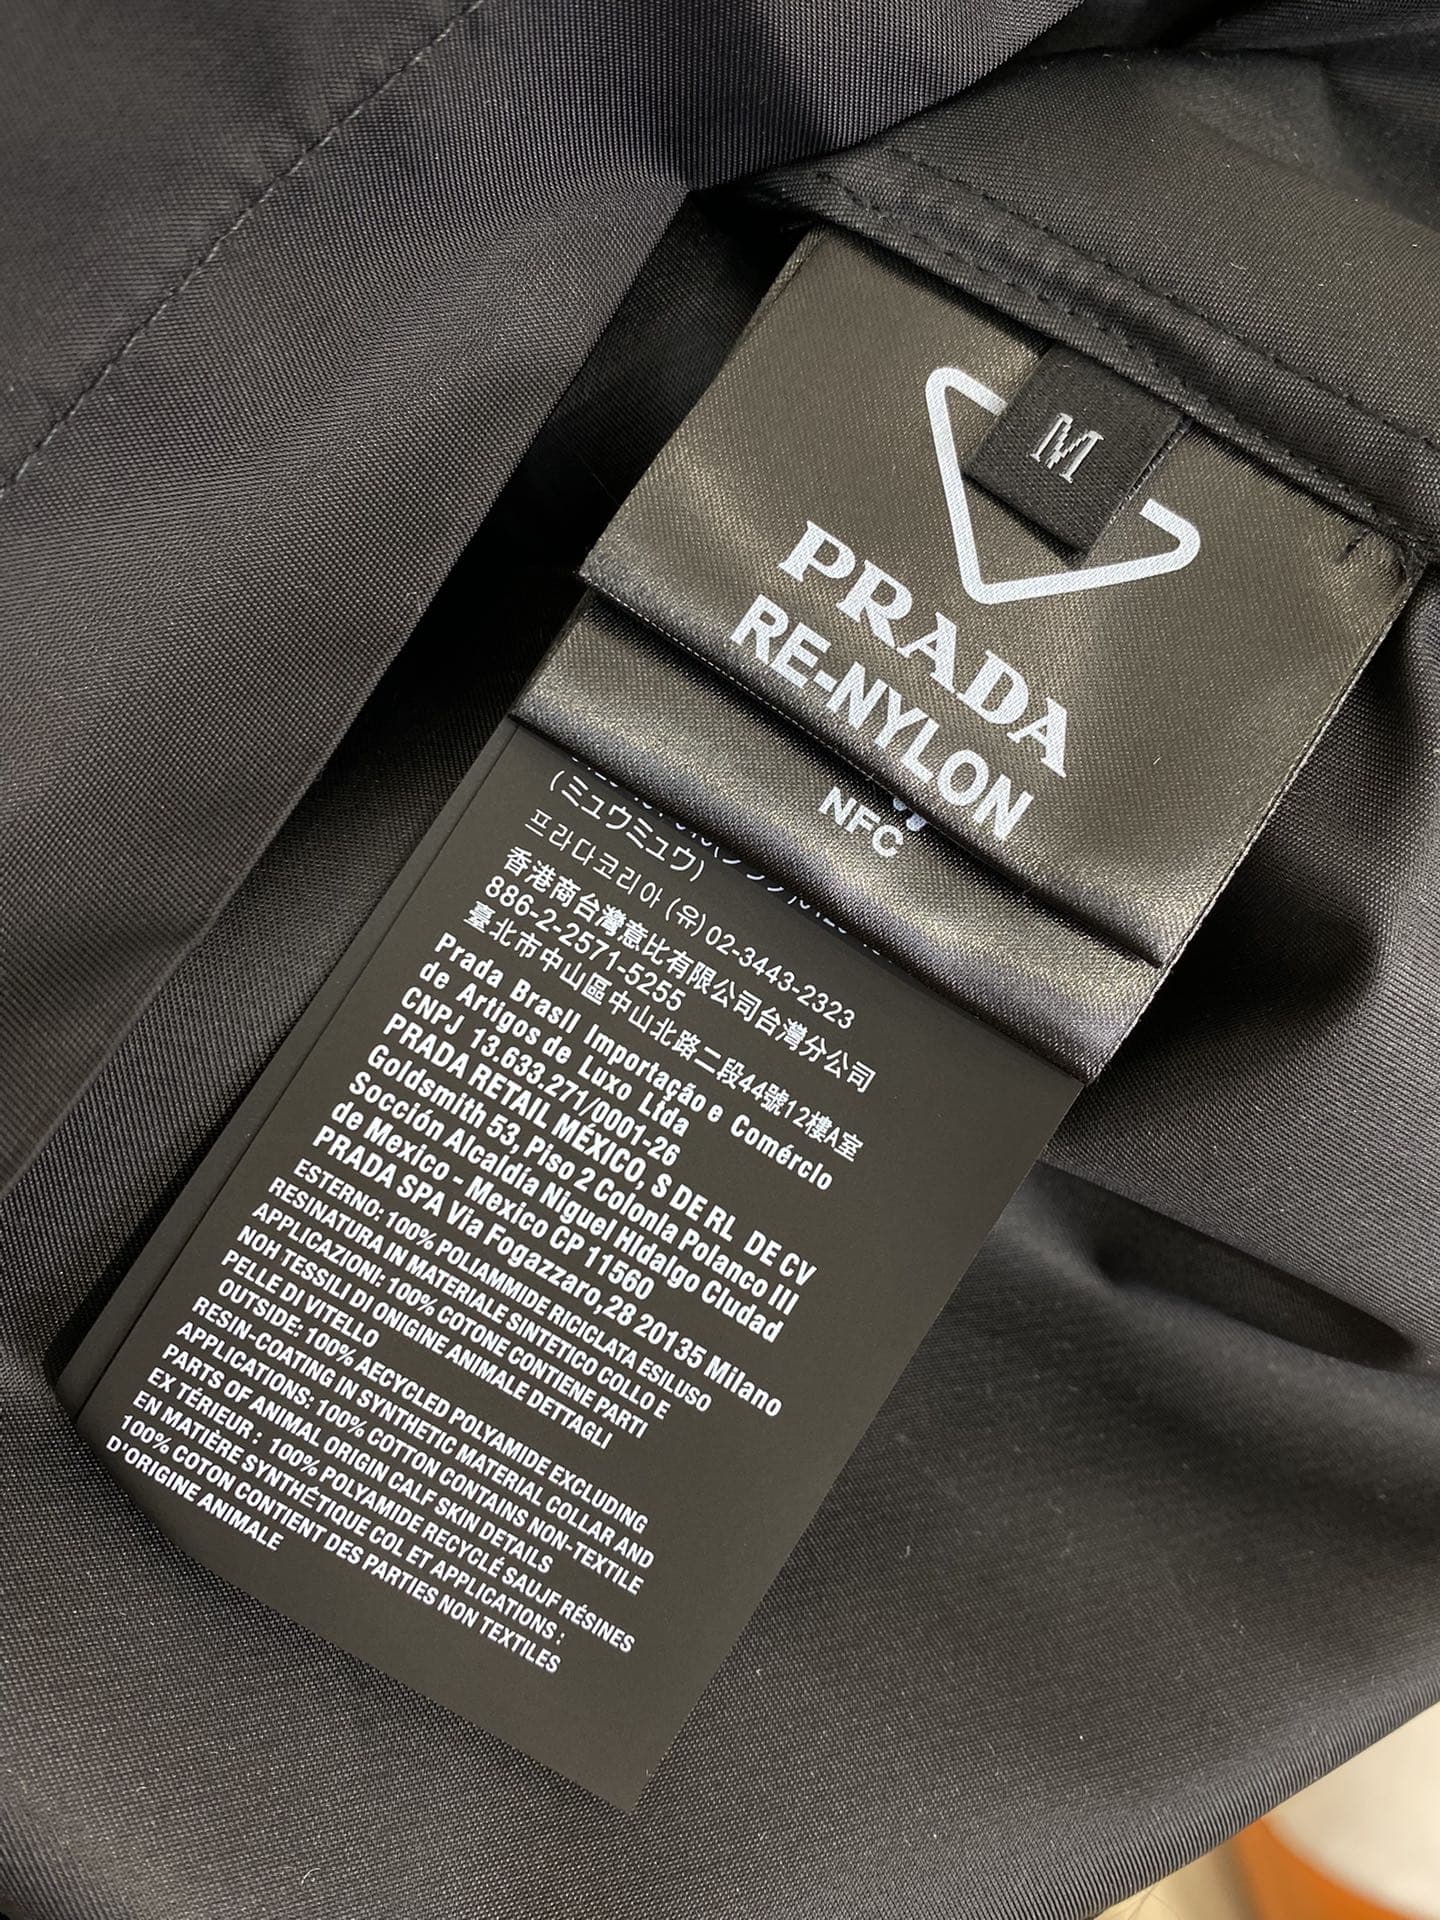 M
PRADA
RE-NYLON
NFC
(ミュウミュウ)
프라다코리아 (유) 02-3443-2323
香港商台灣意比有限公司台灣分公司
886-2-2571-5255
臺北市中山區中山北路二段44號12樓A室
Prada BrasIl Importação e Comércio
de Artigos de Luxo Ltda
CNPJ 13.633.271/0001-26
PRADA RETAIL MÉXICO, S DE RL DE CV
Goldsmith 53, Piso 2 Colonia Polanco III
Socción Alcaldía Niguel Hidalgo Ciudad
de Mexico - Mexico CP 11560
PRADA SPA Via Fogazzaro,28 20135 Milano
ESTERNO: 100% POLIAMMIDE RICICLATA ESILUSO
RESINATURA IN MATERIALE SINTETICO COLLO E
APPLICAZIONI: 100% COTONE CONTIENE PARTI
NOH TESSILI DI ORIGINE ANIMALE DETTAGLI
PELLE DI VITELLO
OUTSIDE: 100% AECYCLED POLYAMIDE EXCLUDING
RESIN-COATING IN SYNTHETIC MATERIAL COLLAR AND
APPLICATIONS: 100% COTTON CONTAINS NON-TEXTILE
PARTS OF ANIMAL ORIGIN CALF SKIN DETAILS
EX TÉRIEUR : 100% POLYAMIDE RECYCLÉ SAUJF RÉSINES
EN MATIÈRE SYNTHÉTIQUE COL ET APPLICATIONS :
100% COTON CONTIENT DES PARTIES NON TEXTILES
D'ORIGINE ANIMALE